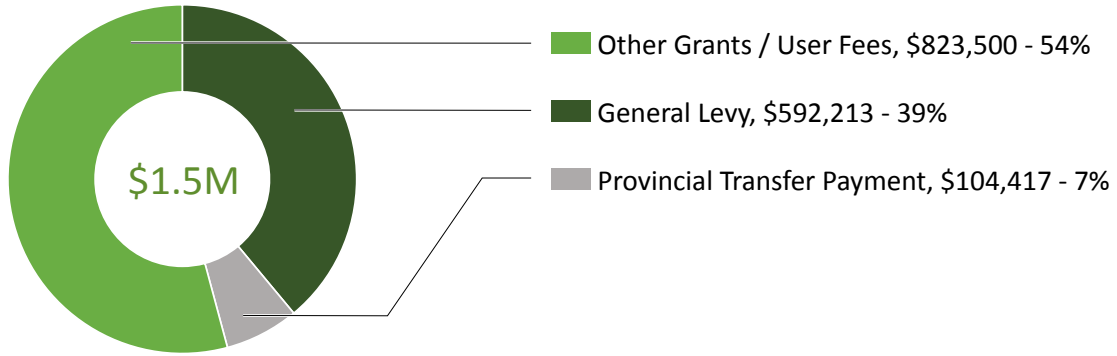 Other Grants / User Fees, $823,500 - 54%
General Levy, $592,213 - 39%
$1.5M
Provincial Transfer Payment, $104,417 - 7%